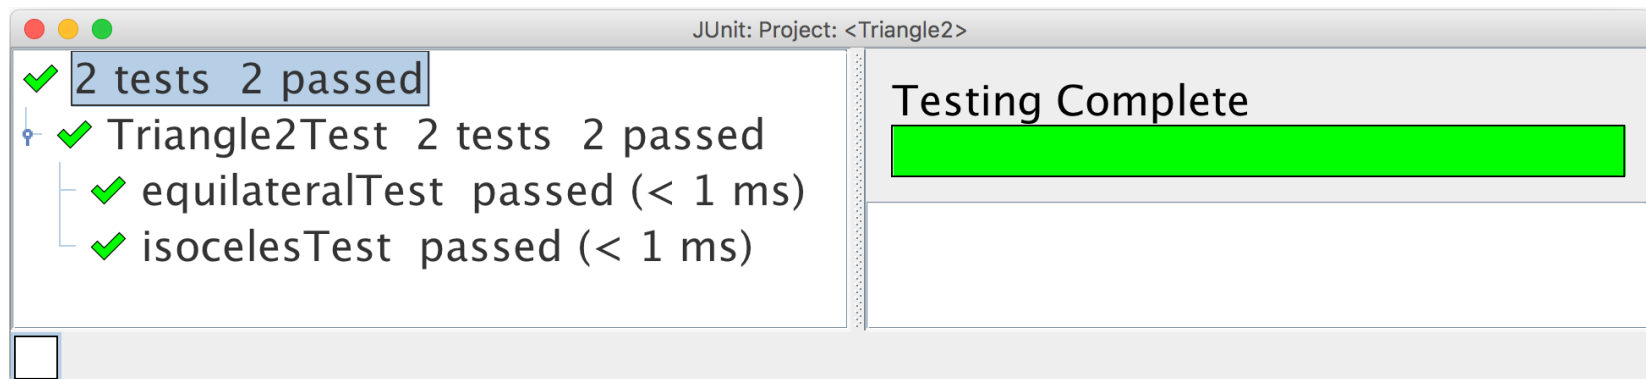 JUnit: Project: <Triangle2>
2 tests  2 passed
Triangle2Test  2 tests  2 passed
equilateralTest  passed (< 1 ms)
isocelesTest  passed (< 1 ms)
Testing Complete